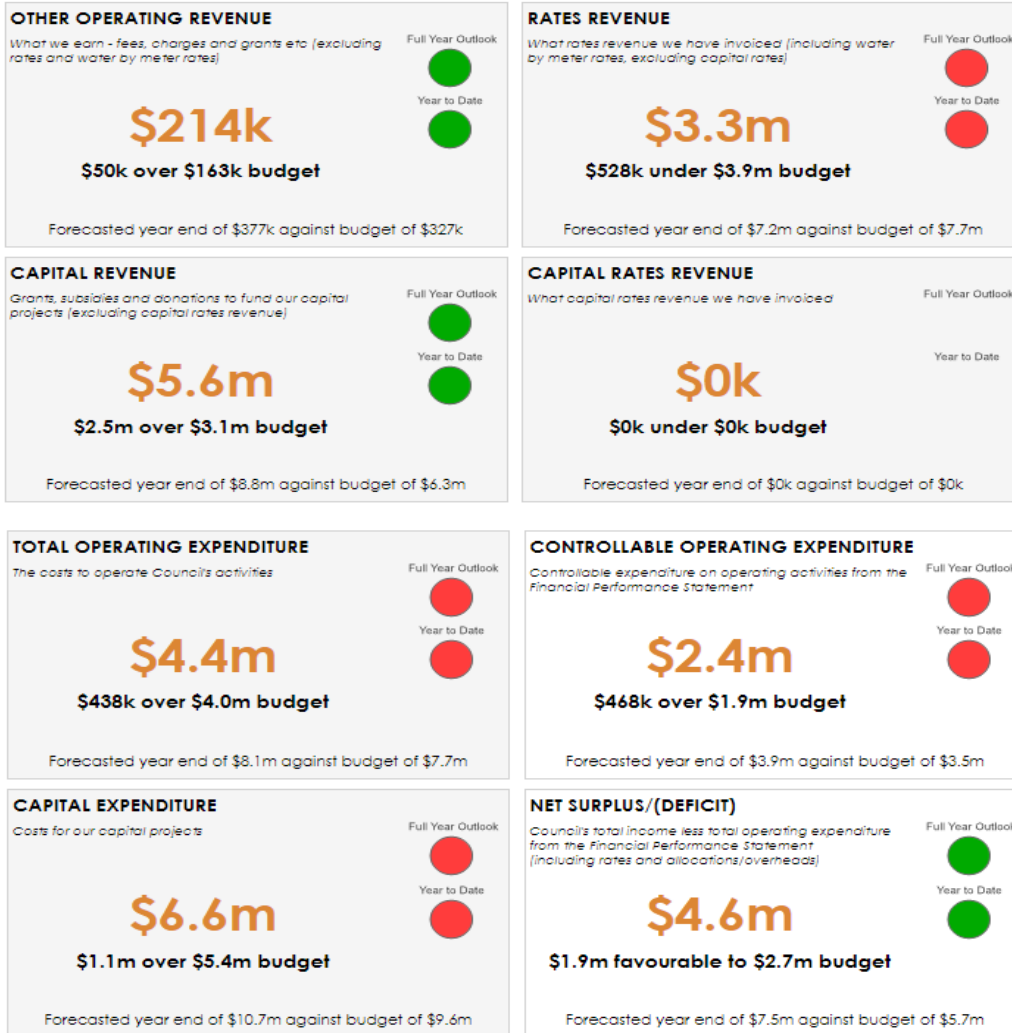 OTHER OPERATING REVENUE
What we earn - fees, charges and grants etc (excluding
rates and water by meter rates)
Full Year Outlook
Year to Date
$214k
$50k over $163k budget
Forecasted year end of $377k against budget of $327k
RATES REVENUE
What rates revenue we have invoiced (including water
by meter rates, excluding capital rates)
Full Year Outlook
Year to Date
$3.3m
$528k under $3.9m budget
Forecasted year end of $7.2m against budget of $7.7m
CAPITAL REVENUE
Grants, subsidies and donations to fund our capital
projects (excluding capital rates revenue)
Full Year Outlook
Year to Date
$5.6m
$2.5m over $3.1m budget
Forecasted year end of $8.8m against budget of $6.3m
CAPITAL RATES REVENUE
What capital rates revenue we have invoiced
Full Year Outlook
Year to Date
$0k
$0k under $0k budget
Forecasted year end of $0k against budget of $0k
TOTAL OPERATING EXPENDITURE
The costs to operate Council's activities
Full Year Outlook
Year to Date
$4.4m
$438k over $4.0m budget
Forecasted year end of $8.1m against budget of $7.7m
CONTROLLABLE OPERATING EXPENDITURE
Controllable expenditure on operating activities from the
Financial Performance Statement
Full Year Outlook
Year to Date
$2.4m
$468k over $1.9m budget
Forecasted year end of $3.9m against budget of $3.5m
CAPITAL EXPENDITURE
Costs for our capital projects
Full Year Outlook
Year to Date
$6.6m
$1.1m over $5.4m budget
Forecasted year end of $10.7m against budget of $9.6m
NET SURPLUS/(DEFICIT)
Council's total income less total operating expenditure
from the Financial Performance Statement
(including rates and allocations/overheads)
Full Year Outlook
Year to Date
$4.6m
$1.9m favourable to $2.7m budget
Forecasted year end of $7.5m against budget of $5.7m